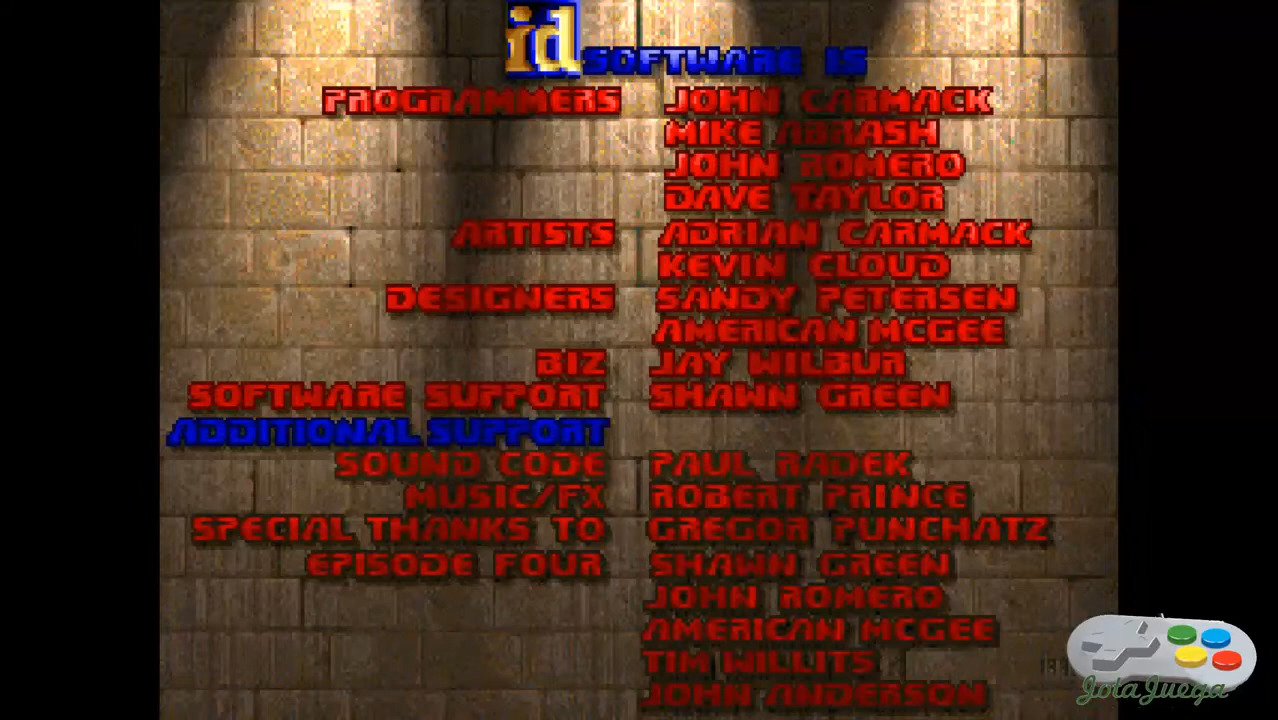 id SOFTWARE IS
PROGRAMMERS JOHN CARMACK
MIKE ABRASH
JOHN ROMERO
DAVE TAYLOR
ARTISTS ADRIAN CARMACK
KEVIN CLOUD
DESIGNERS SANDY PETERSEN
AMERICAN MCGEE
BIZ JAY WILBUR
SOFTWARE SUPPORT SHAWN GREEN
ADDITIONAL SUPPORT
SOUND CODE PAUL RADEK
MUSIC/FX ROBERT PRINCE
SPECIAL THANKS TO GREGOR PUNCHATZ
EPISODE FOUR SHAWN GREEN
JOHN ROMERO
AMERICAN MCGEE
TIM WILLITS
JOHN ANDERSON
JotaJuega